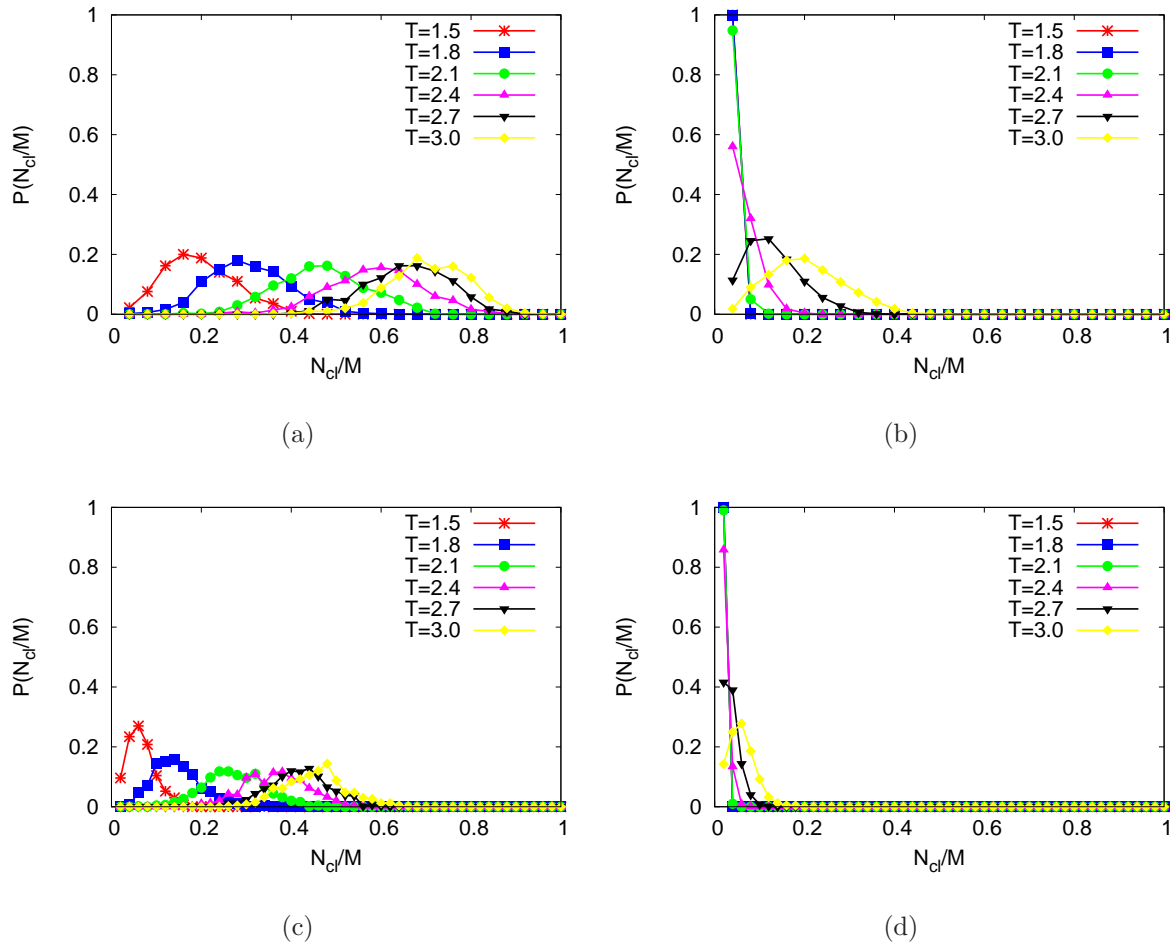 P(N_cl/M)
1
0.8
0.6
0.4
0.2
0
T=1.5
T=1.8
T=2.1
T=2.4
T=2.7
T=3.0
0 0.2 0.4 0.6 0.8 1
N_cl/M
(a)
P(N_cl/M)
1
0.8
0.6
0.4
0.2
0
T=1.5
T=1.8
T=2.1
T=2.4
T=2.7
T=3.0
0 0.2 0.4 0.6 0.8 1
N_cl/M
(b)
P(N_cl/M)
1
0.8
0.6
0.4
0.2
0
T=1.5
T=1.8
T=2.1
T=2.4
T=2.7
T=3.0
0 0.2 0.4 0.6 0.8 1
N_cl/M
(c)
P(N_cl/M)
1
0.8
0.6
0.4
0.2
0
T=1.5
T=1.8
T=2.1
T=2.4
T=2.7
T=3.0
0 0.2 0.4 0.6 0.8 1
N_cl/M
(d)